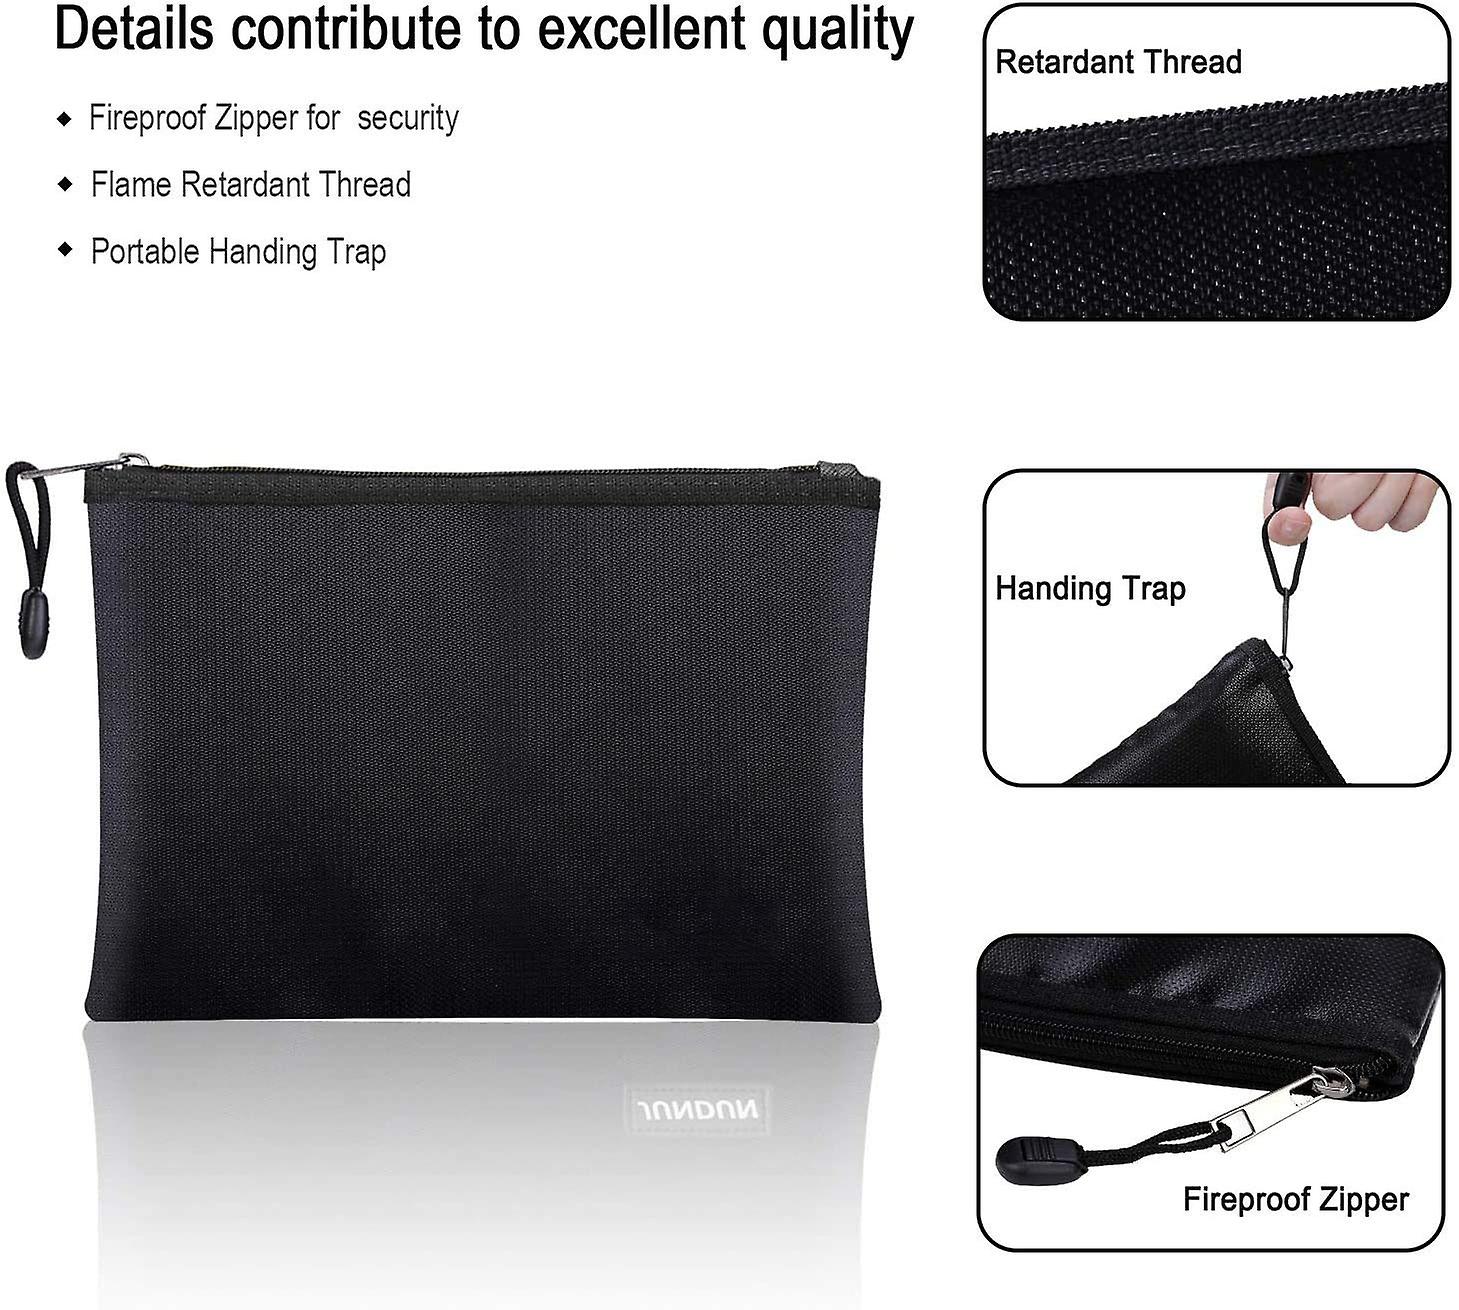 Details contribute to excellent quality
Fireproof Zipper for security
Flame Retardant Thread
Portable Handing Trap
Retardant Thread
Handing Trap
Fireproof Zipper